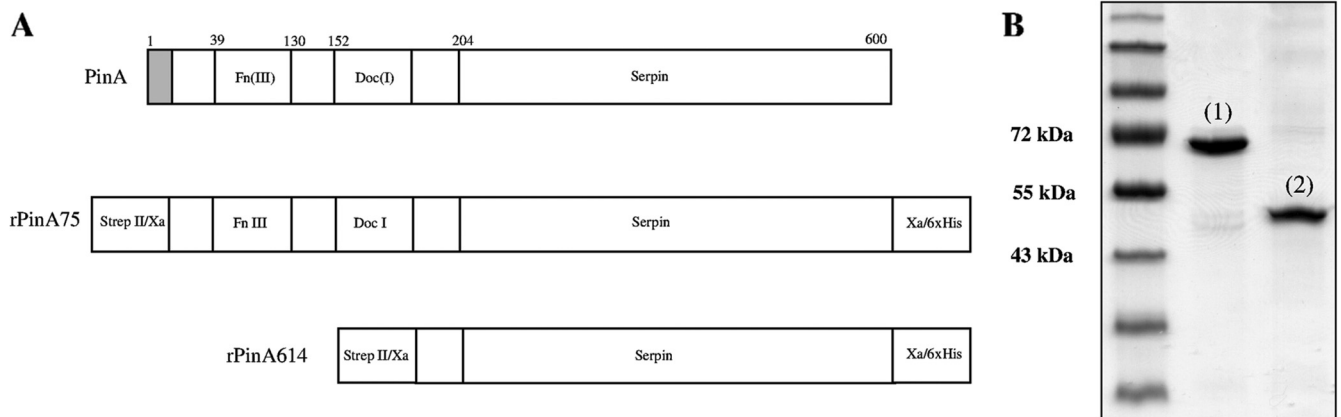 A
1 39 130 152 204 600
PinA Fn(III) Doc(I) Serpin
rPinA75 Strep II/Xa Fn III Doc I Serpin Xa/6xHis
rPinA614 Strep II/Xa Serpin Xa/6xHis
B
(1)
72 kDa
(2)
55 kDa
43 kDa